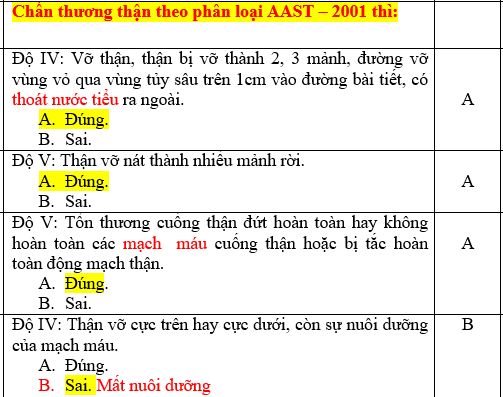 Chấn thương thận theo phân loại AAST – 2001 thì:
Độ IV: Vỡ thận, thận bị vỡ thành 2, 3 mảnh, đường vỡ
vùng vỏ qua vùng tủy sâu trên 1cm vào đường bài tiết, có
thoát nước tiểu ra ngoài.
A. Đúng.
B. Sai.
A
Độ V: Thận vỡ nát thành nhiều mảnh rời.
A. Đúng.
B. Sai.
A
Độ V: Tổn thương cuống thận đứt hoàn toàn hay không
hoàn toàn các mạch máu cuống thận hoặc bị tắc hoàn
toàn động mạch thận.
A. Đúng.
B. Sai.
A
Độ IV: Thận vỡ cực trên hay cực dưới, còn sự nuôi dưỡng
của mạch máu.
A. Đúng.
B. Sai. Mất nuôi dưỡng
B